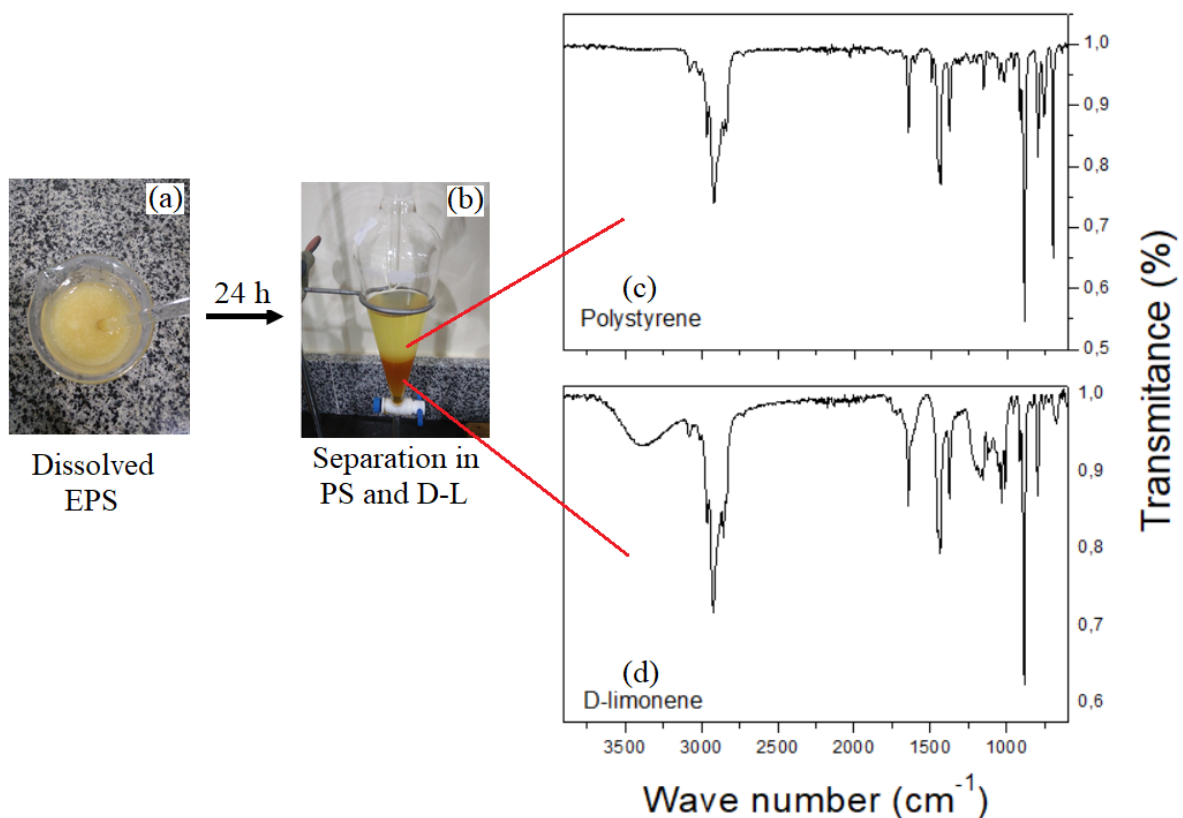 (a)
Dissolved
EPS
24 h
(b)
Separation in
PS and D-L
(c)
Polystyrene
1,0
0,9
0,8
0,7
0,6
0,5
(d)
D-limonene
1,0
0,9
0,8
0,7
0,6
Transmitance (%)
3500 3000 2500 2000 1500 1000
Wave number (cm⁻¹)